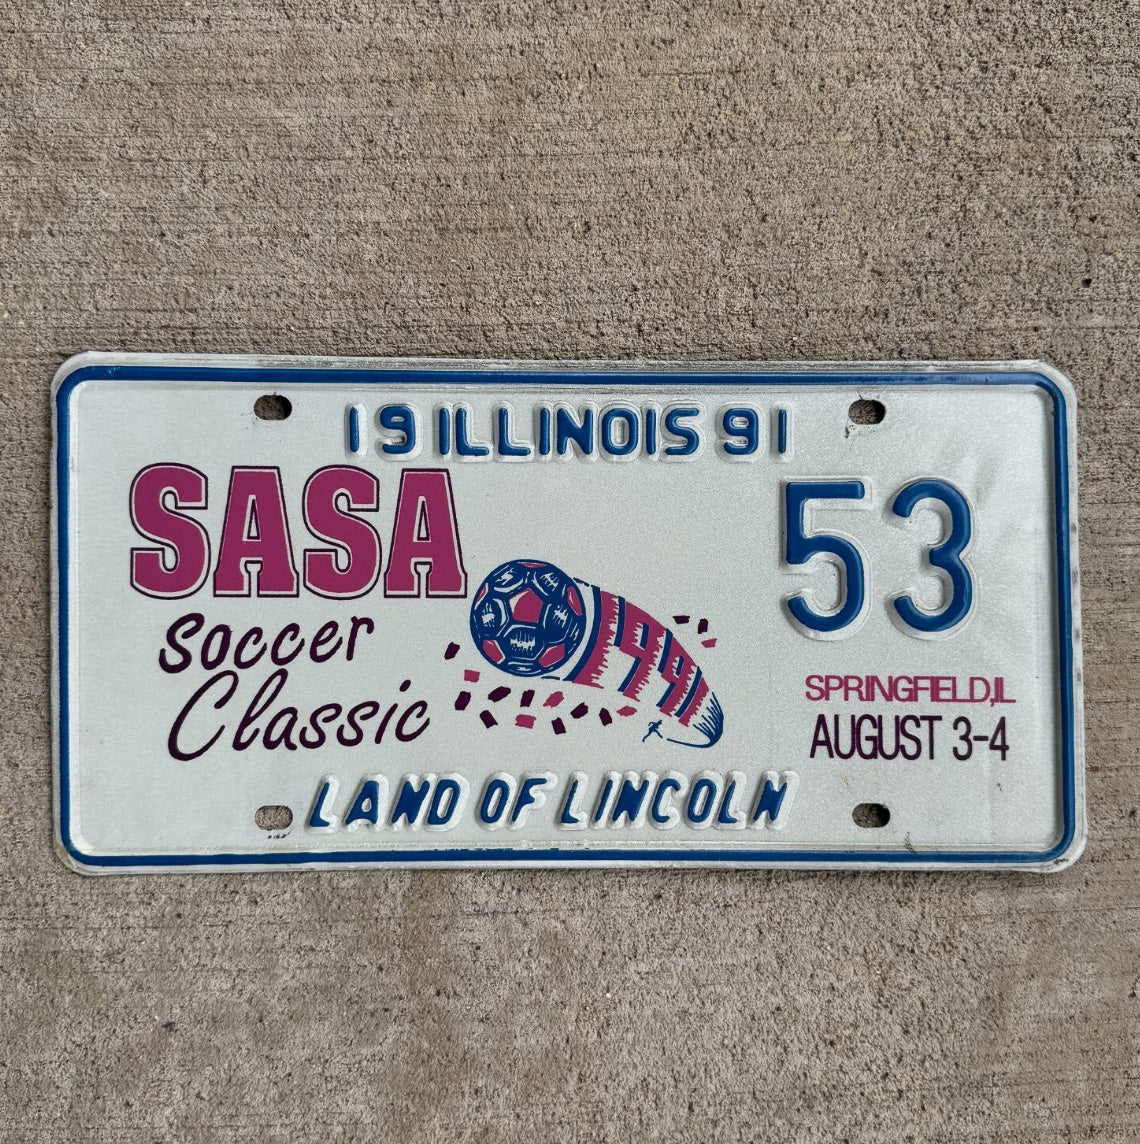 19 ILLINOIS 91
SASA
Soccer
Classic
1991
53
SPRINGFIELD,IL
AUGUST 3-4
LAND OF LINCOLN